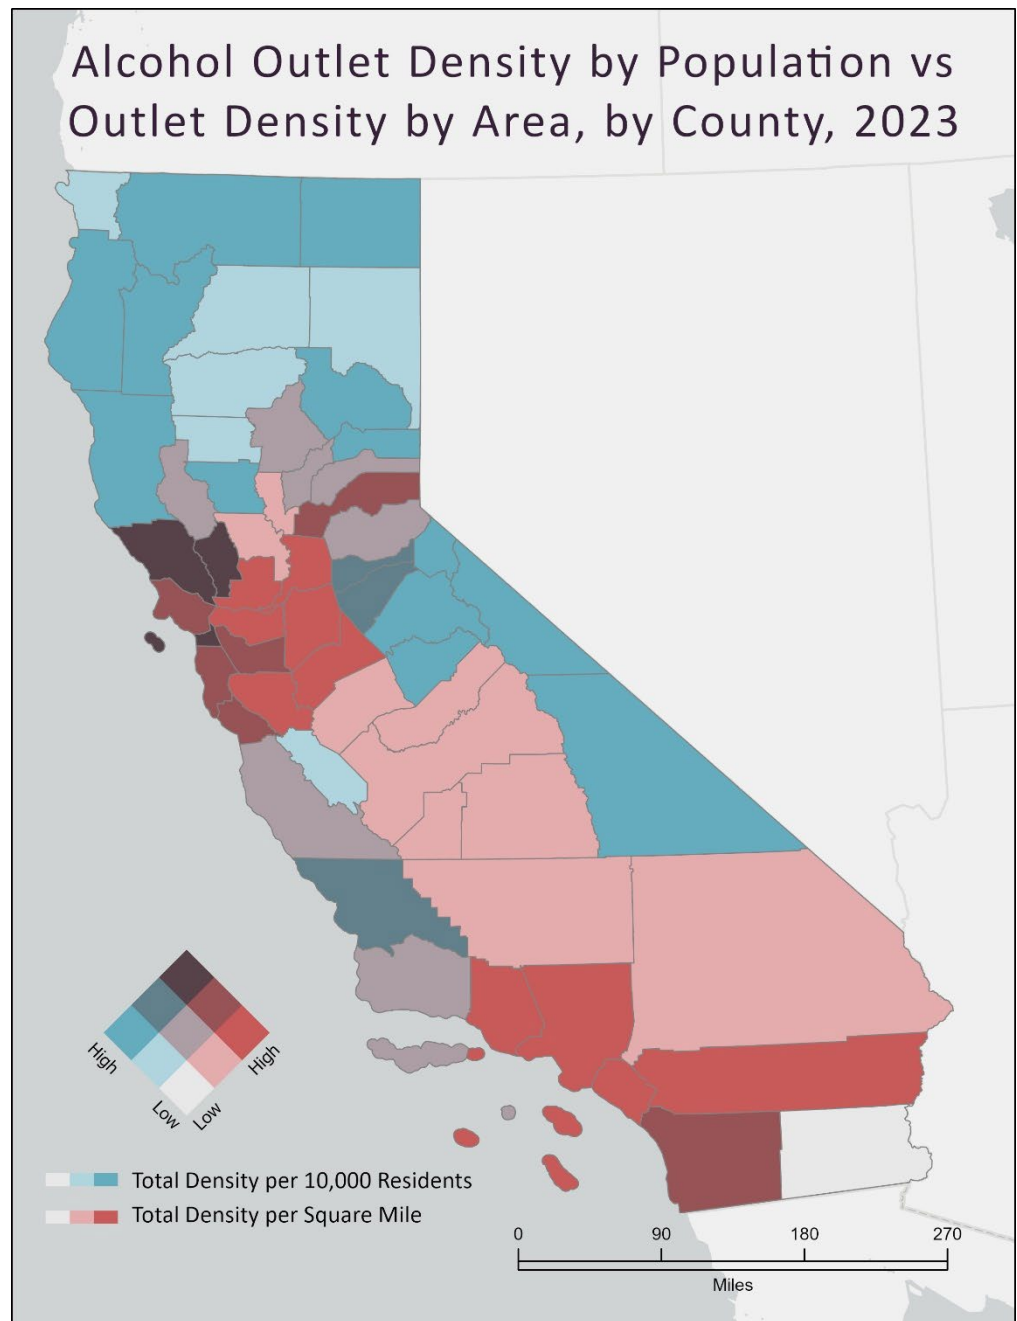 Alcohol Outlet Density by Population vs
Outlet Density by Area, by County, 2023
High
High
Low
Low
Total Density per 10,000 Residents
Total Density per Square Mile
0 90 180 270
Miles